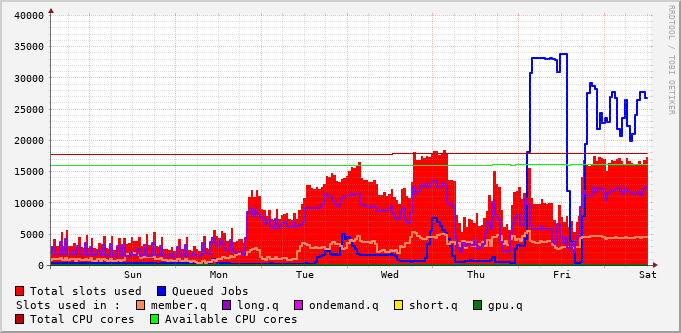 40000
35000
30000
25000
20000
15000
10000
5000
0
Sun Mon Tue Wed Thu Fri Sat
RRDTOOL / TOBI OETIKER
Total slots used Queued Jobs
Slots used in : member.q long.q ondemand.q short.q gpu.q
Total CPU cores Available CPU cores